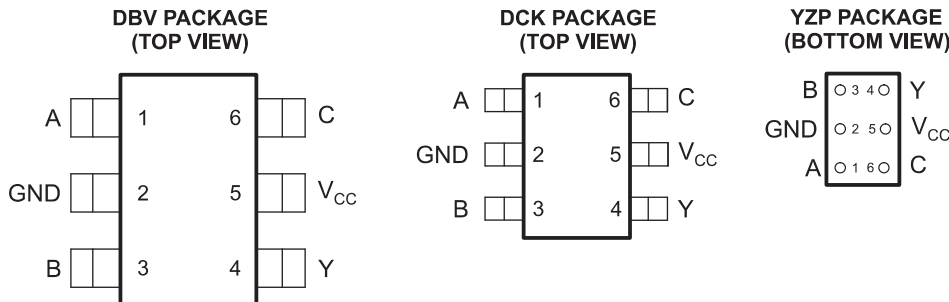 DBV PACKAGE
(TOP VIEW)
A 1 6 C
GND 2 5 VCC
B 3 4 Y
DCK PACKAGE
(TOP VIEW)
A 1 6 C
GND 2 5 VCC
B 3 4 Y
YZP PACKAGE
(BOTTOM VIEW)
B 3 4 Y
GND 2 5 VCC
A 1 6 C